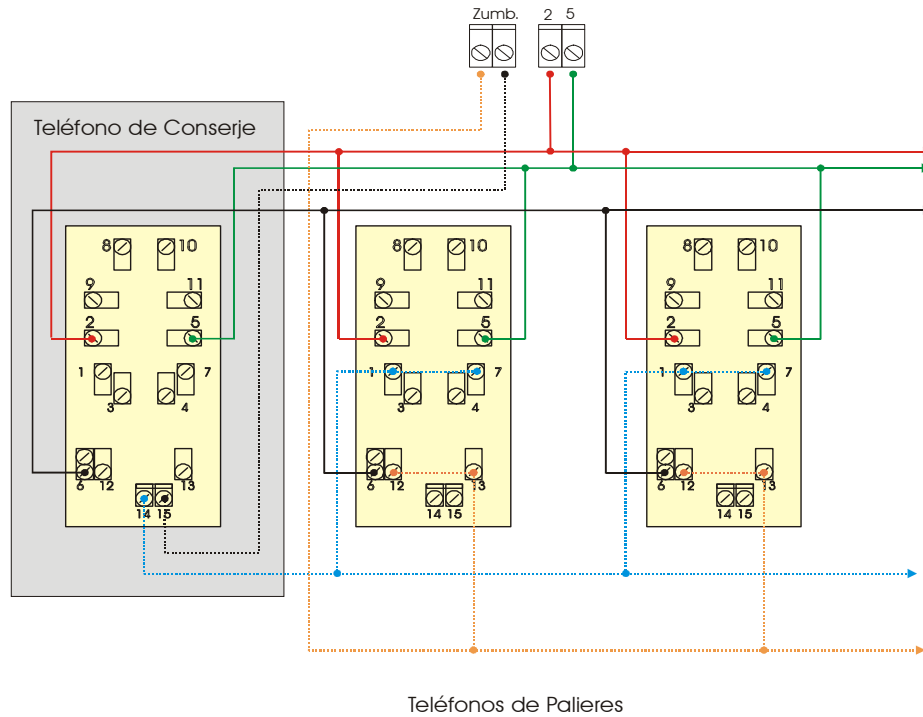 Zumb. 2 5
Teléfono de Conserje
8 10 8 10 8 10
9 11 9 11 9 11
2 5 2 5 2 5
1 7 1 7 1 7
3 4 3 4 3 4
6 12 13 6 12 13 6 12 13
14 15 14 15 14 15
Teléfonos de Palieres